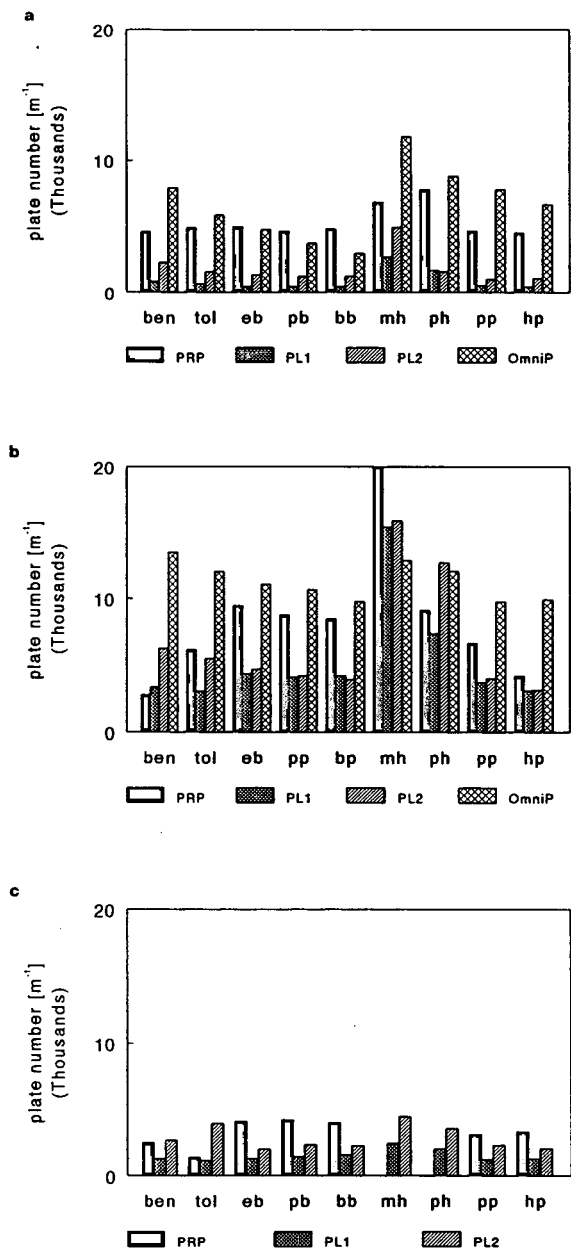 a
20
10
0
plate number [m⁻¹]
(Thousands)
ben tol eb pb bb mh ph pp hp
PRP PL1 PL2 OmniP
b
20
10
0
plate number [m⁻¹]
(Thousands)
ben tol eb pp bp mh ph pp hp
PRP PL1 PL2 OmniP
c
20
10
0
plate number [m⁻¹]
(Thousands)
ben tol eb pb bb mh ph pp hp
PRP PL1 PL2